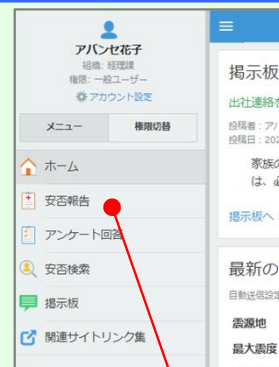 アバンセ花子
組織: 経理課
権限: 一般ユーザー
アカウント設定
メニュー
権限切替
ホーム
安否報告
アンケート回答
安否検索
掲示板
関連サイトリンク集
掲示板
出社連絡を
投稿者：アバ
投稿日：202
家族の
は、必
掲示板へ
最新の
自動送信設定
震源地
最大震度